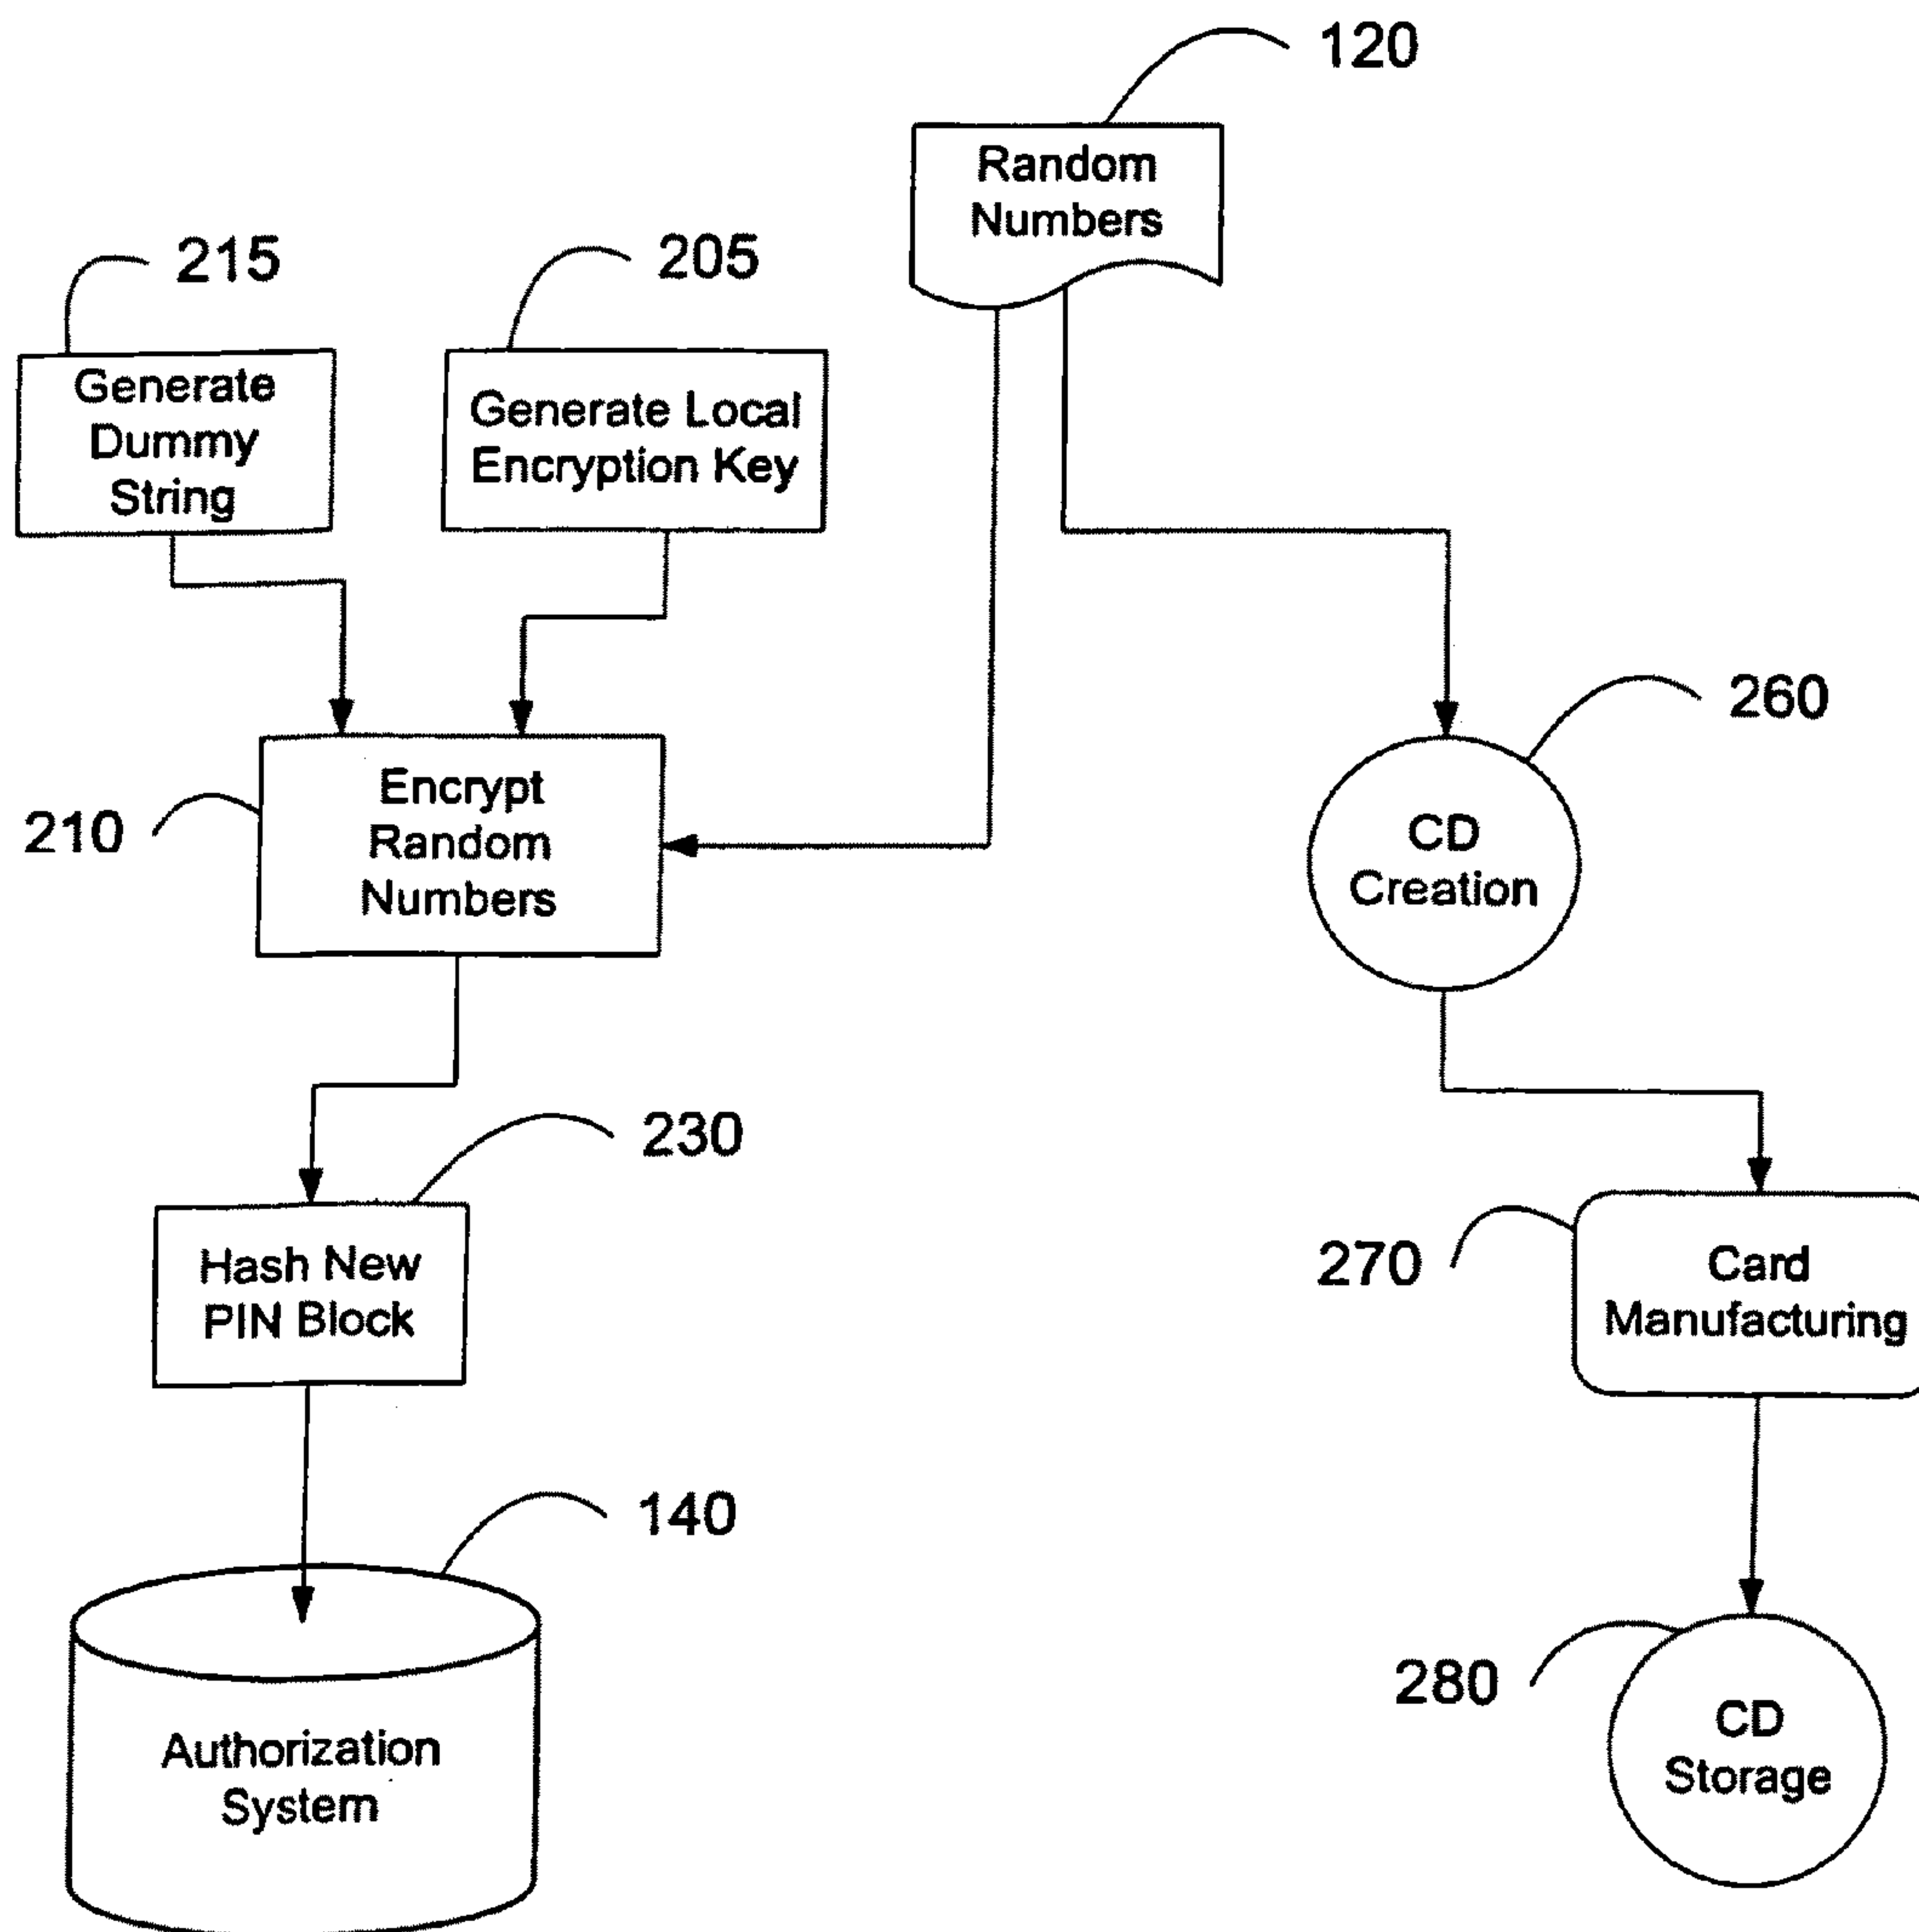 120
Random
Numbers
215
205
Generate
Dummy
String
Generate Local
Encryption Key
260
210
Encrypt
Random
Numbers
CD
Creation
230
Hash New
PIN Block
270
Card
Manufacturing
140
Authorization
System
280
CD
Storage